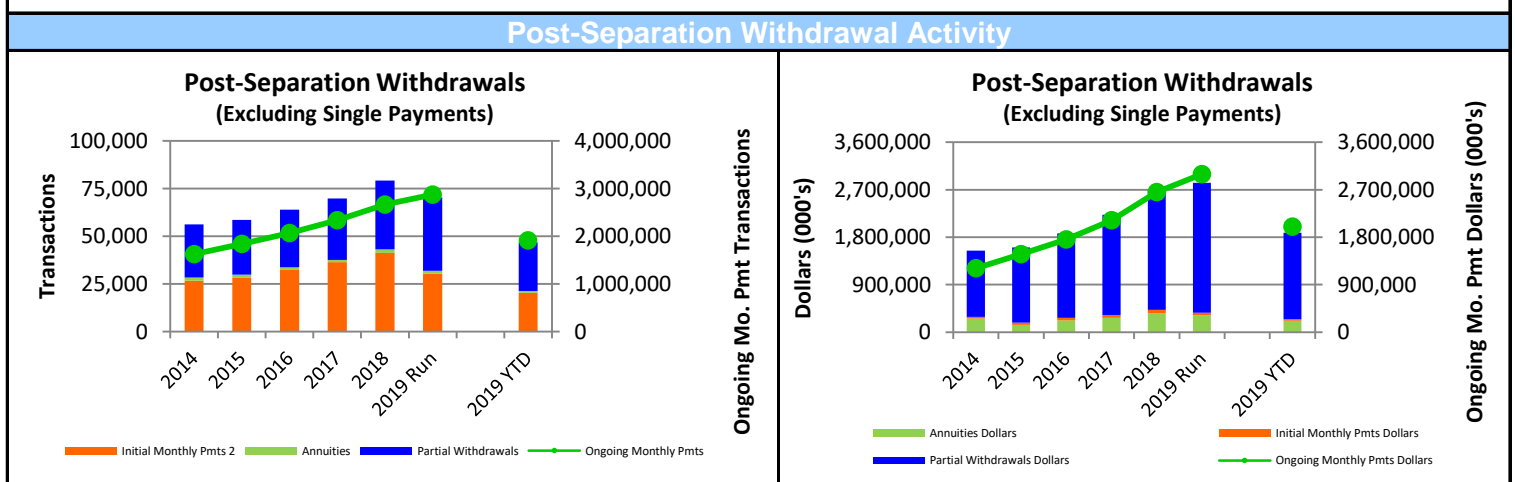 Post-Separation Withdrawal Activity
Post-Separation Withdrawals
(Excluding Single Payments)
Transactions
100,000
75,000
50,000
25,000
0
4,000,000
3,000,000
2,000,000
1,000,000
0
Ongoing Mo. Pmt Transactions
2014
2015
2016
2017
2018
2019 Run
2019 YTD
Initial Monthly Pmts 2
Annuities
Partial Withdrawals
Ongoing Monthly Pmts
Post-Separation Withdrawals
(Excluding Single Payments)
Dollars (000's)
3,600,000
2,700,000
1,800,000
900,000
0
3,600,000
2,700,000
1,800,000
900,000
0
Ongoing Mo. Pmt Dollars (000's)
2014
2015
2016
2017
2018
2019 Run
2019 YTD
Annuities Dollars
Initial Monthly Pmts Dollars
Partial Withdrawals Dollars
Ongoing Monthly Pmts Dollars